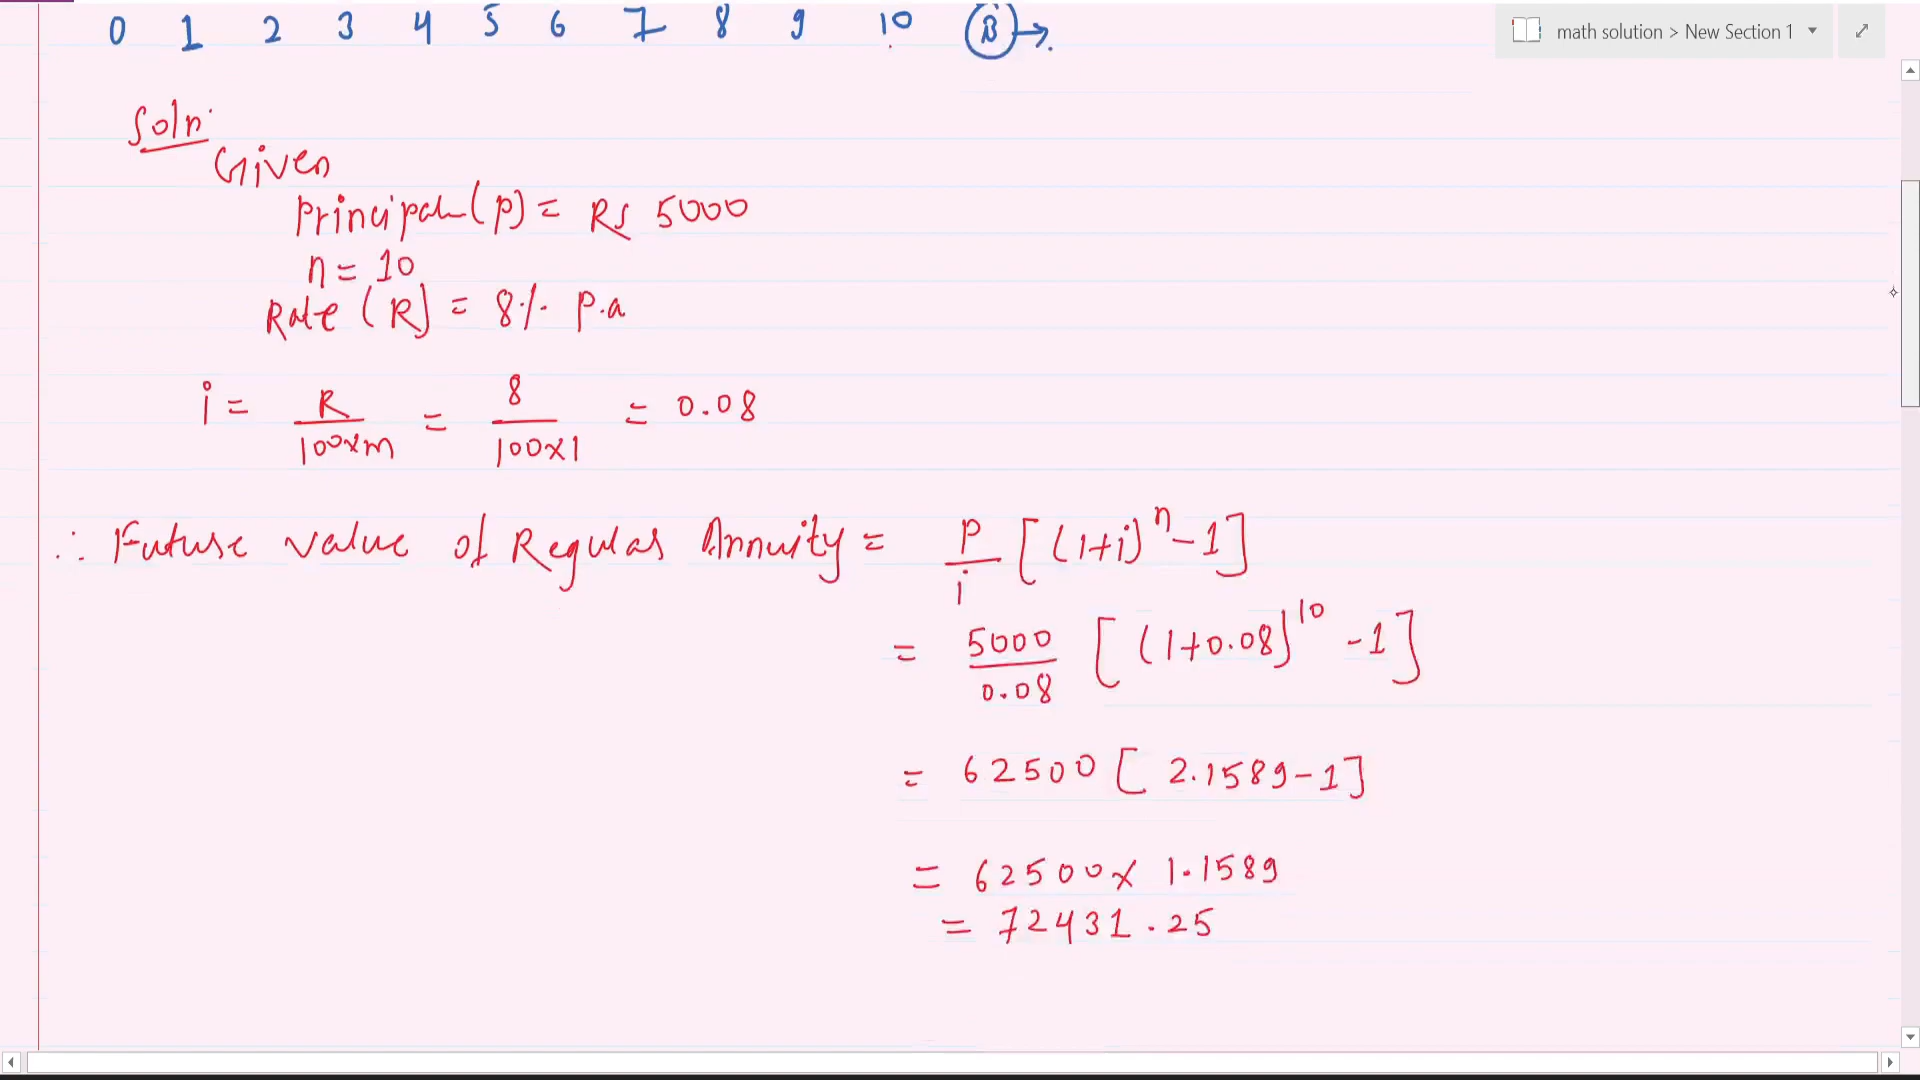 0 1 2 3 4 5 6 7 8 9 10 B →
math solution > New Section 1
Soln
Given
Principal (P) = Rs 5000
n = 10
Rate (R) = 8% P.a
i = R/100×m = 8/100×1 = 0.08
∴ Future value of Regular Annuity = P/i [(1+i)^n - 1]
= 5000/0.08 [(1+0.08)^10 - 1]
= 62500 [2.1589 - 1]
= 62500 × 1.1589
= 72431.25